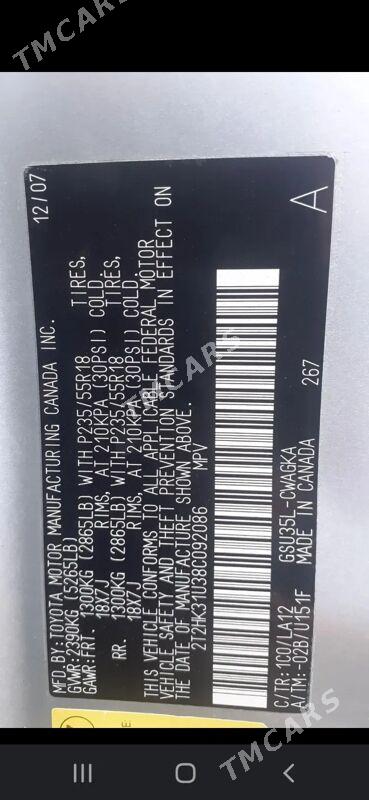 TMCARS
MFD.BY:TOYOTA MOTOR MANUFACTURING CANADA INC. 12/07
GVWR:2390KG (5265LB)
GAWR:FRT. 1300KG (2865LB) WITH P235/55R18 TIRES,
18X7J RIMS, AT 210KPA (30PSI) COLD.
RR. 1300KG (2865LB) WITH P235/55R18 TIRES,
18X7J RIMS, AT 210KPA (30PSI) COLD.
THIS VEHICLE CONFORMS TO ALL APPLICABLE FEDERAL MOTOR
VEHICLE SAFETY AND THEFT PREVENTION STANDARDS IN EFFECT ON
THE DATE OF MANUFACTURE SHOWN ABOVE.
2T2HK31U38C092086 MPV
C/TR:1C0/LA12 GSU35L-CWAGKA 267
A/TM:-02B/U151F MADE IN CANADA A
TMCARS
TMCARS
TMCARS